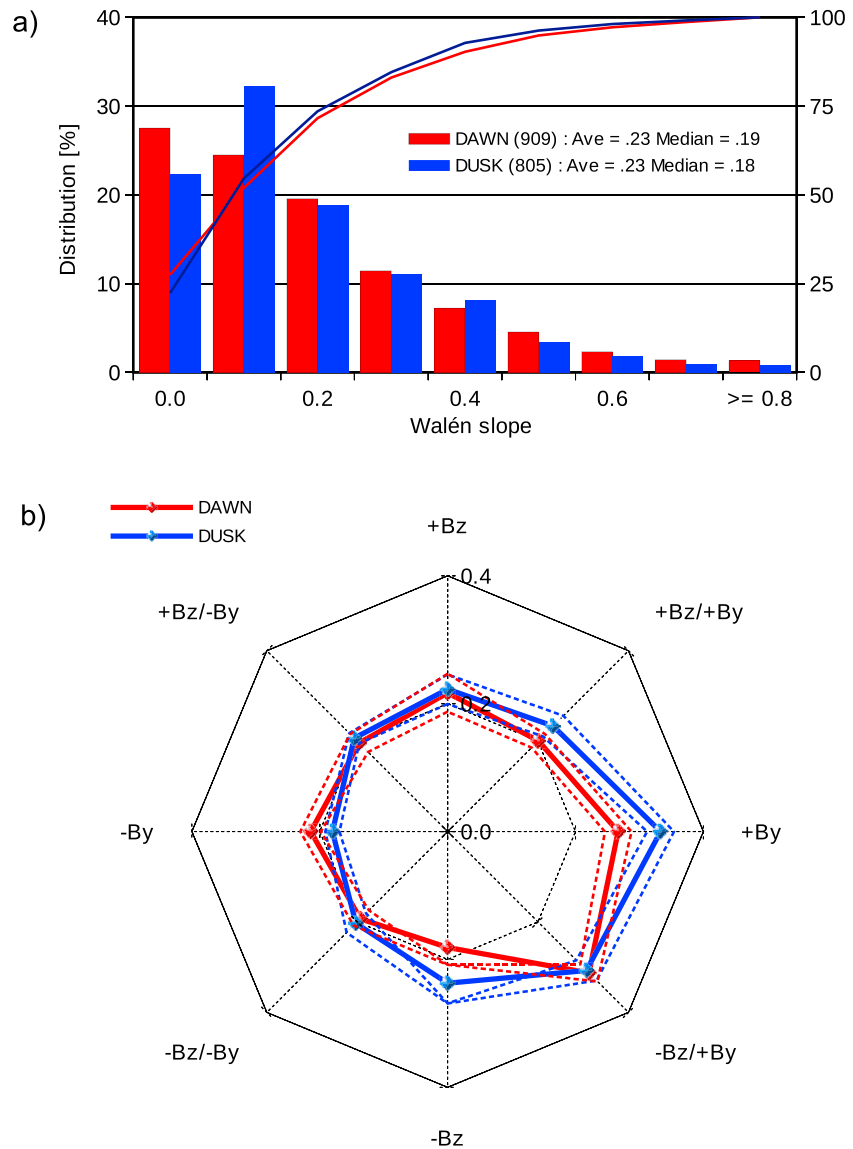 a)
40
100
30
75
20
50
10
25
0
0
Distribution [%]
DAWN (909) : Ave = .23 Median = .19
DUSK (805) : Ave = .23 Median = .18
0.0
0.2
0.4
0.6
>= 0.8
Walén slope
b)
DAWN
DUSK
+Bz
0.4
+Bz/-By
+Bz/+By
0.2
-By
0.0
+By
-Bz/-By
-Bz/+By
-Bz